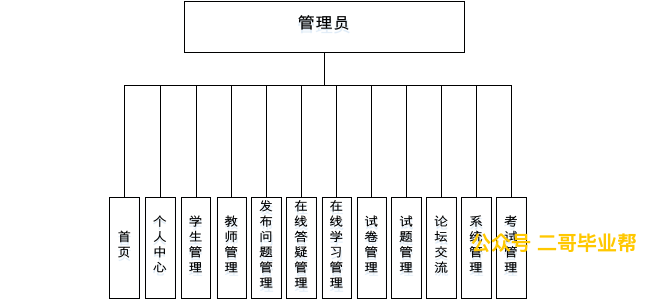 管理员
首页
个人中心
学生管理
教师管理
发布问题管理
在线答疑管理
在线学习管理
试卷管理
试题管理
论坛交流
系统管理
考试管理
公众号 二哥毕业帮